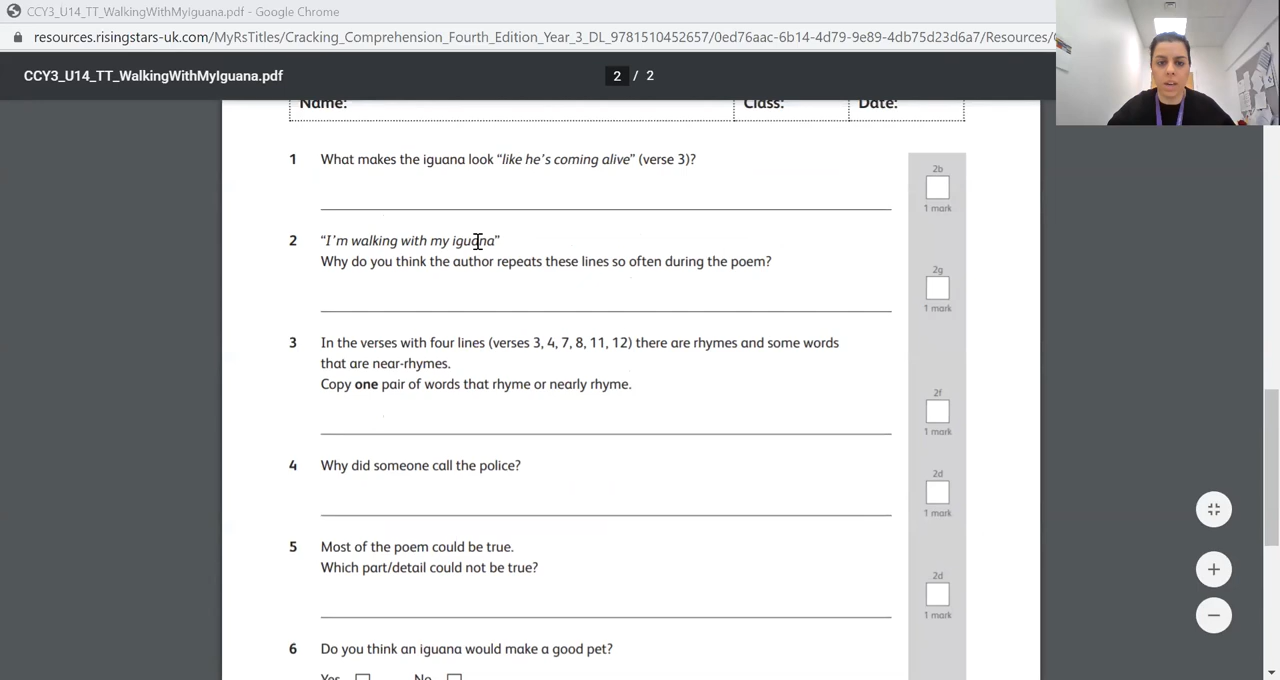 CCY3_U14_TT_WalkingWithMyIguana.pdf - Google Chrome
resources.risingstars-uk.com/MyRsTitles/Cracking_Comprehension_Fourth_Edition_Year_3_DL_9781510452657/0ed76aac-6b14-4d79-9e89-4db75d23d6a7/Resources/
CCY3_U14_TT_WalkingWithMyIguana.pdf 2 / 2
Name: Class: Date:
1 What makes the iguana look “like he’s coming alive” (verse 3)?
2b
1 mark
2 “I’m walking with my iguana”
Why do you think the author repeats these lines so often during the poem?
2g
1 mark
3 In the verses with four lines (verses 3, 4, 7, 8, 11, 12) there are rhymes and some words
that are near-rhymes.
Copy one pair of words that rhyme or nearly rhyme.
2f
1 mark
4 Why did someone call the police?
2d
1 mark
5 Most of the poem could be true.
Which part/detail could not be true?
2d
1 mark
6 Do you think an iguana would make a good pet?
Yes No